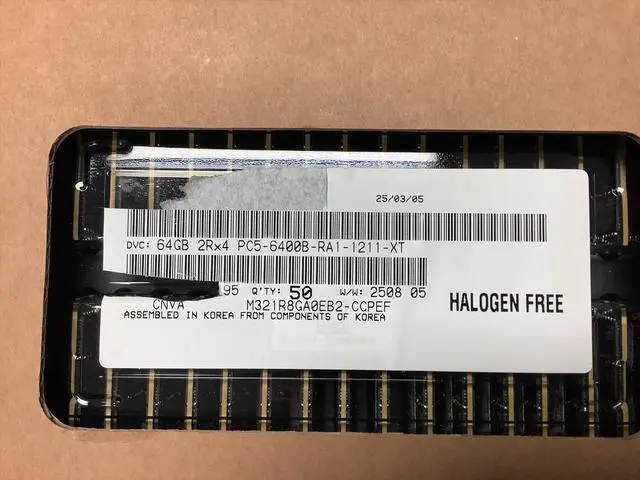 25/03/05
DVC: 64GB 2Rx4 PC5-6400B-RA1-1211-XT
95 Q'TY: 50 W/W: 2508 05
CNVA M321R8GA0EB2-CCPEF
HALOGEN FREE
ASSEMBLED IN KOREA FROM COMPONENTS OF KOREA